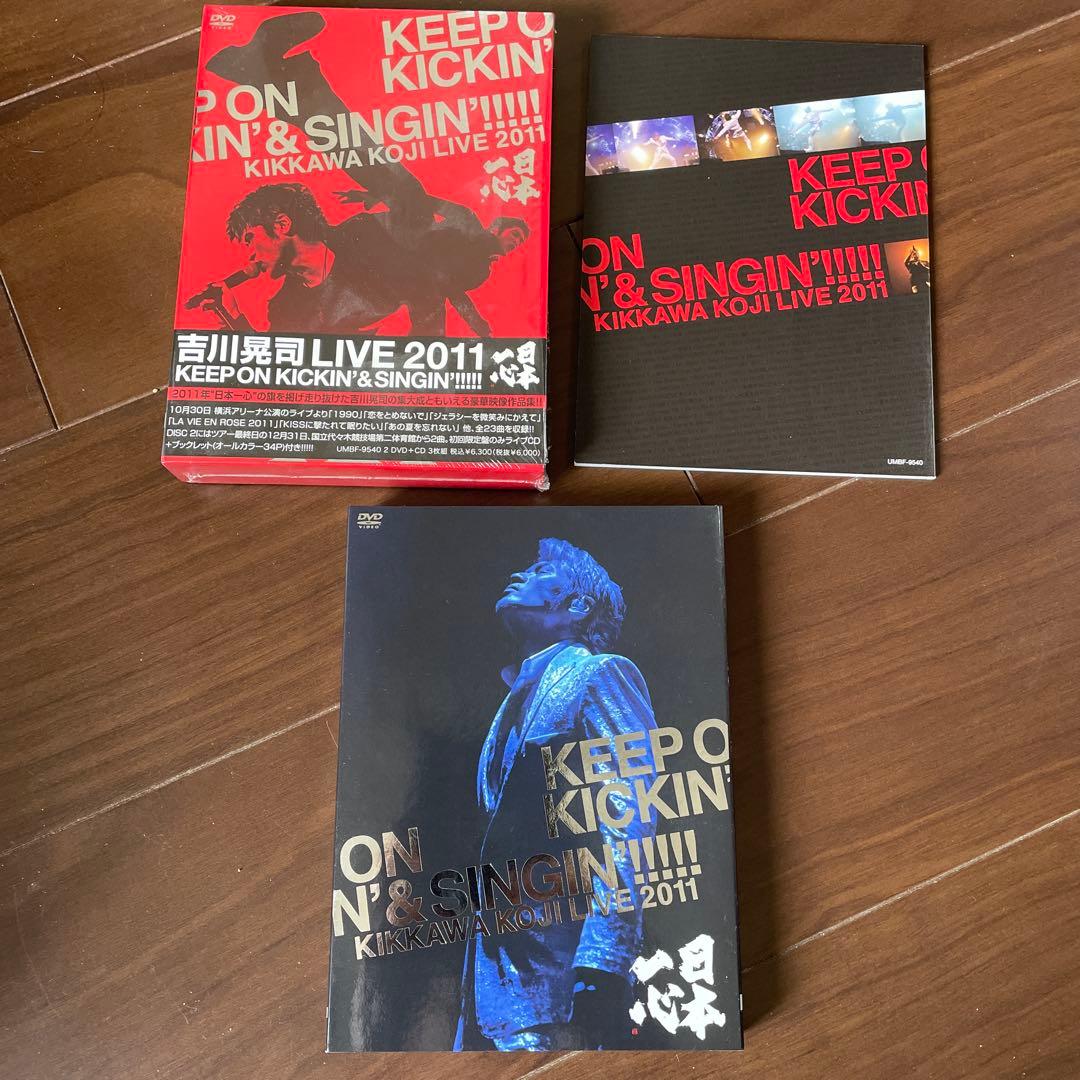 DVD
VIDEO
KEEP O
KICKIN'
P ON
KIN' & SINGIN'!!!!!
KIKKAWA KOJI LIVE 2011
日本
一心
吉川晃司 LIVE 2011
KEEP ON KICKIN' & SINGIN'!!!!!
日本
一心
2011年“日本一心”の旗を掲げ走り抜けた吉川晃司の集大成ともいえる豪華映像作品集!!
10月30日 横浜アリーナ公演のライブより「1990」「恋をとめないで」「ジェラシーを微笑みにかえて」
「LA VIE EN ROSE 2011」「KISSに撃たれて眠りたい」「あの夏を忘れない」他、全23曲を収録!!
DISC 2にはツアー最終日の12月31日、国立代々木競技場第二体育館から2曲。初回限定盤のみライブCD
+ブックレット(オールカラー34P)付き!!!!!
UMBF-9540 2 DVD+CD 3枚組 税込¥6,300(税抜¥6,000)
KEEP O
KICKIN
ON
N' & SINGIN'!!!!!
KIKKAWA KOJI LIVE 2011
UMBF-9540
DVD
VIDEO
KEEP O
KICKIN'
ON
N' & SINGIN'!!!!!
KIKKAWA KOJI LIVE 2011
日本
一心